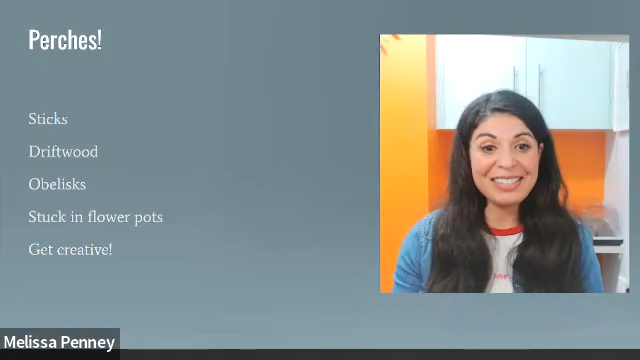 Perches!
Sticks
Driftwood
Obelisks
Stuck in flower pots
Get creative!
Melissa Penney